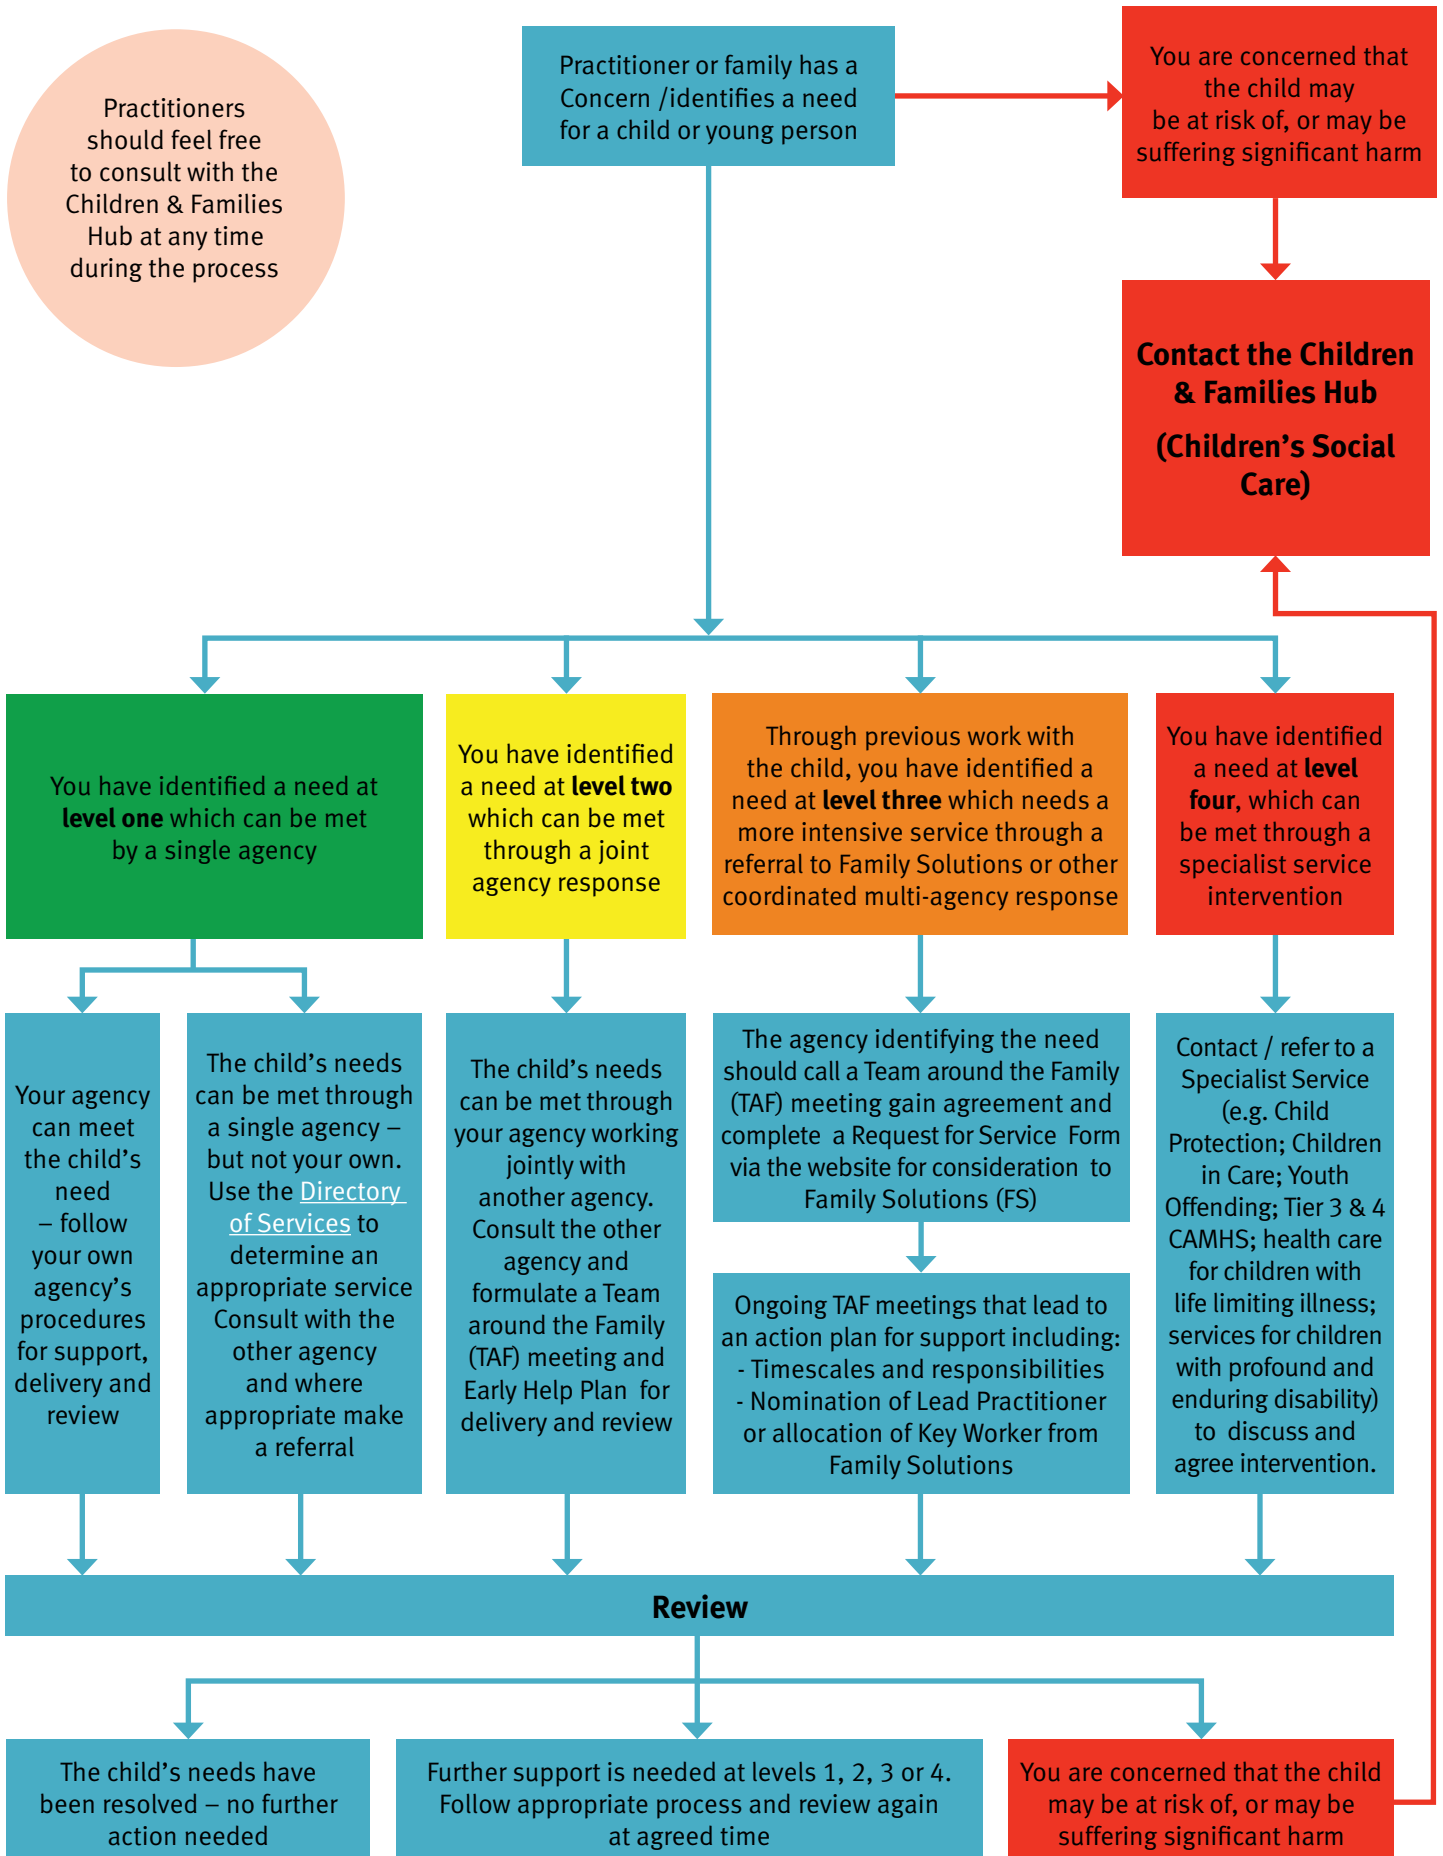 Practitioners
should feel free
to consult with the
Children & Families
Hub at any time
during the process
Practitioner or family has a
Concern /identifies a need
for a child or young person
You are concerned that
the child may
be at risk of, or may be
suffering significant harm
Contact the Children
& Families Hub
(Children’s Social
Care)
You have identified a need at
level one which can be met
by a single agency
You have identified
a need at level two
which can be met
through a joint
agency response
Through previous work with
the child, you have identified a
need at level three which needs a
more intensive service through a
referral to Family Solutions or other
coordinated multi-agency response
You have identified
a need at level
four, which can
be met through a
specialist service
intervention
Your agency
can meet
the child’s
need
– follow
your own
agency’s
procedures
for support,
delivery and
review
The child’s needs
can be met through
a single agency –
but not your own.
Use the Directory
of Services to
determine an
appropriate service
Consult with the
other agency
and where
appropriate make
a referral
The child’s needs
can be met through
your agency working
jointly with
another agency.
Consult the other
agency and
formulate a Team
around the Family
(TAF) meeting and
Early Help Plan for
delivery and review
The agency identifying the need
should call a Team around the Family
(TAF) meeting gain agreement and
complete a Request for Service Form
via the website for consideration to
Family Solutions (FS)
Ongoing TAF meetings that lead to
an action plan for support including:
- Timescales and responsibilities
- Nomination of Lead Practitioner
or allocation of Key Worker from
Family Solutions
Contact / refer to a
Specialist Service
(e.g. Child
Protection; Children
in Care; Youth
Offending; Tier 3 & 4
CAMHS; health care
for children with
life limiting illness;
services for children
with profound and
enduring disability)
to discuss and
agree intervention.
Review
The child’s needs have
been resolved – no further
action needed
Further support is needed at levels 1, 2, 3 or 4.
Follow appropriate process and review again
at agreed time
You are concerned that the child
may be at risk of, or may be
suffering significant harm